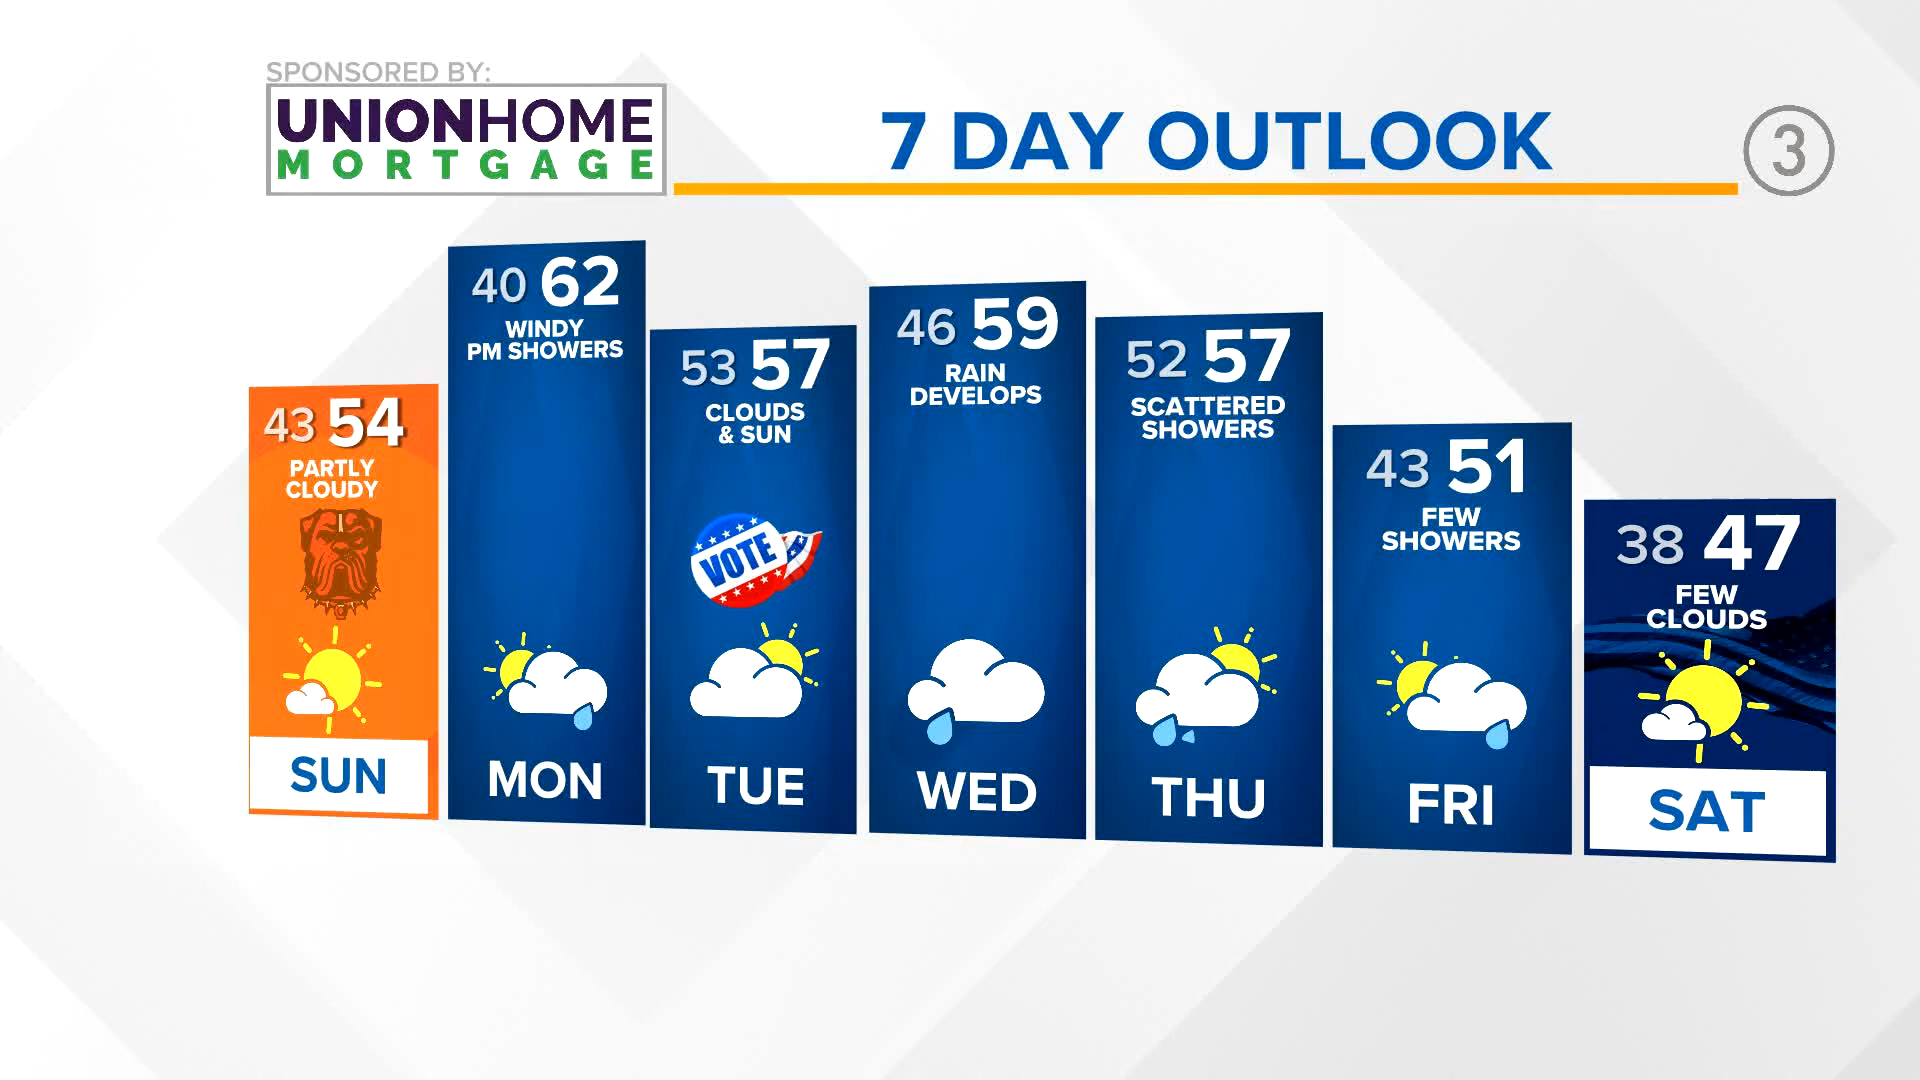 SPONSORED BY:
UNIONHOME
MORTGAGE
7 DAY OUTLOOK
3
43 54
PARTLY
CLOUDY
SUN
40 62
WINDY
PM SHOWERS
MON
53 57
CLOUDS
& SUN
VOTE
TUE
46 59
RAIN
DEVELOPS
WED
52 57
SCATTERED
SHOWERS
THU
43 51
FEW
SHOWERS
FRI
38 47
FEW
CLOUDS
SAT